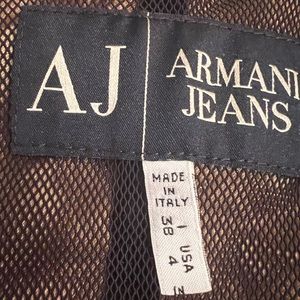 AJ
ARMANI
JEANS
MADE
IN
ITALY
I USA
38 4